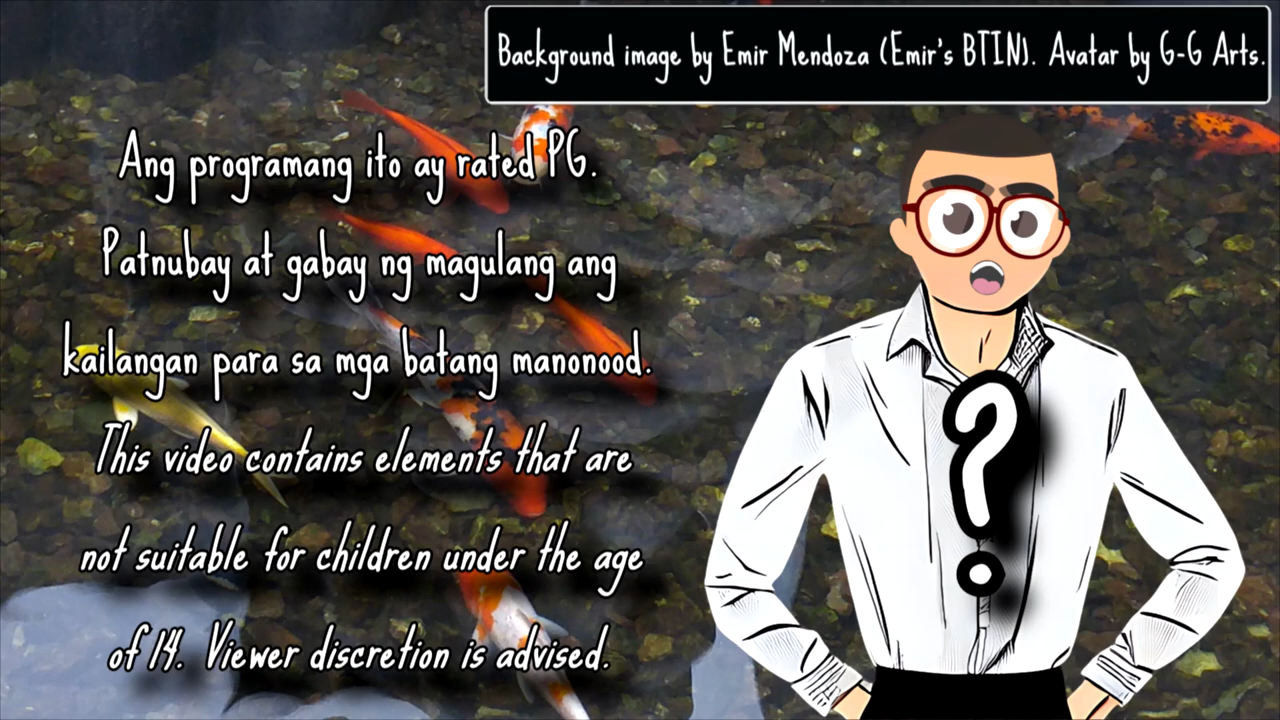 Background image by Emir Mendoza (Emir's BTIN). Avatar by G-G Arts.
Ang programang ito ay rated PG.
Patnubay at gabay ng magulang ang
kailangan para sa mga batang manonood.
This video contains elements that are
not suitable for children under the age
of 14. Viewer discretion is advised.
?